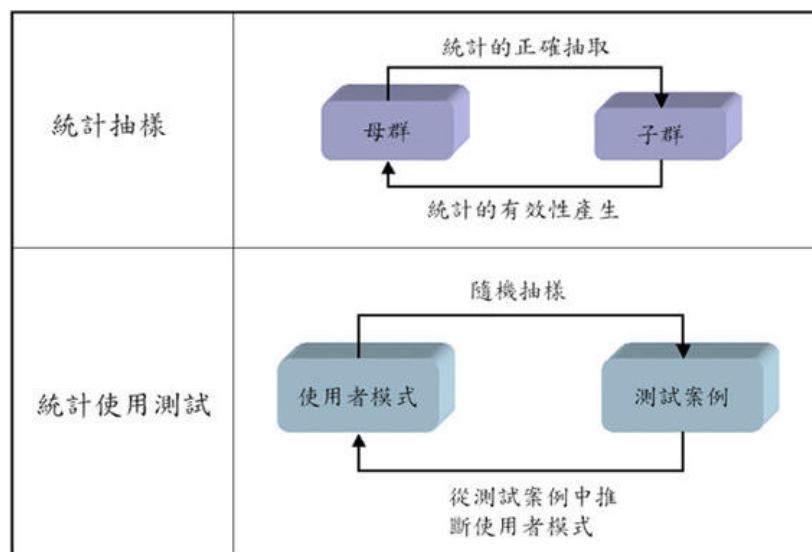 統計抽樣
統計的正確抽取
母群
子群
統計的有效性產生
統計使用測試
隨機抽樣
使用者模式
測試案例
從測試案例中推
斷使用者模式